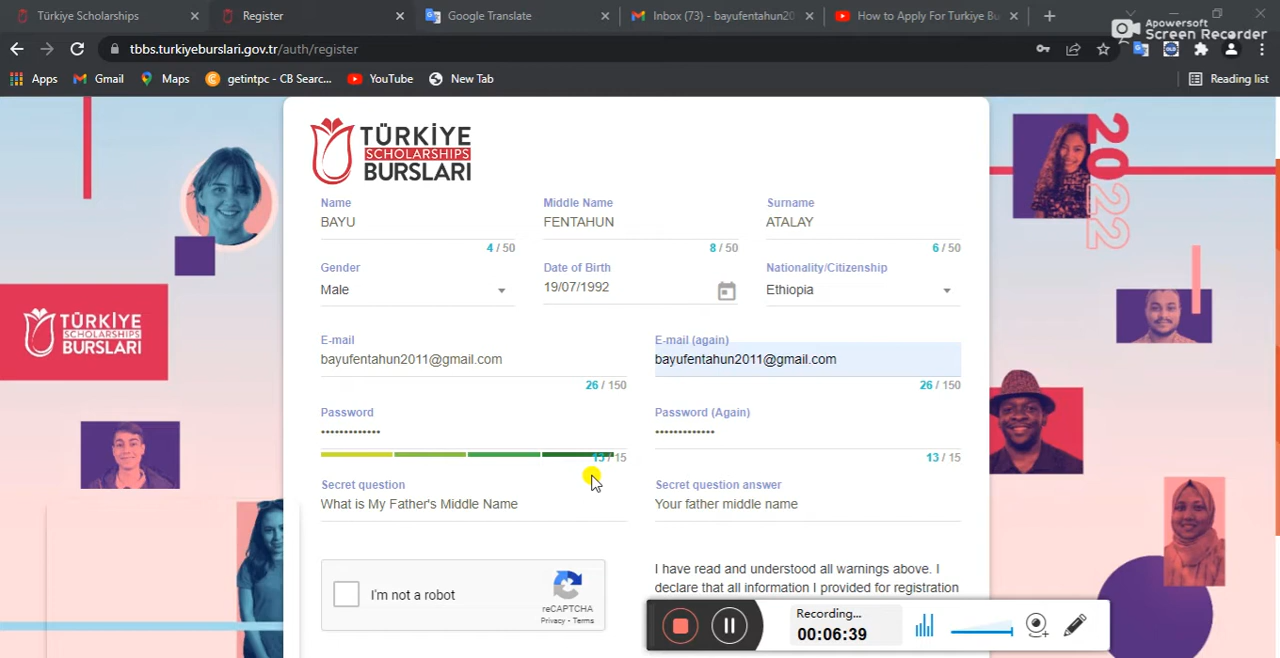 Türkiye Scholarships
Register
Google Translate
Inbox (73) - bayufentahun20
How to Apply For Turkiye Bu
Apowersoft
Screen Recorder
tbbs.turkiyeburslari.gov.tr/auth/register
Apps
Gmail
Maps
getintpc - CB Searc...
YouTube
New Tab
Reading list
TÜRKİYE
SCHOLARSHIPS
BURSLARI
2022
Name
Middle Name
Surname
BAYU
FENTAHUN
ATALAY
4 / 50
8 / 50
6 / 50
Gender
Date of Birth
Nationality/Citizenship
Male
19/07/1992
Ethiopia
TÜRKİYE
SCHOLARSHIPS
BURSLARI
E-mail
E-mail (again)
bayufentahun2011@gmail.com
bayufentahun2011@gmail.com
26 / 150
26 / 150
Password
Password (Again)
•••••••••••••
•••••••••••••
13 / 15
13 / 15
Secret question
Secret question answer
What is My Father's Middle Name
Your father middle name
I'm not a robot
reCAPTCHA
Privacy - Terms
I have read and understood all warnings above. I
declare that all information I provided for registration
Recording...
00:06:39